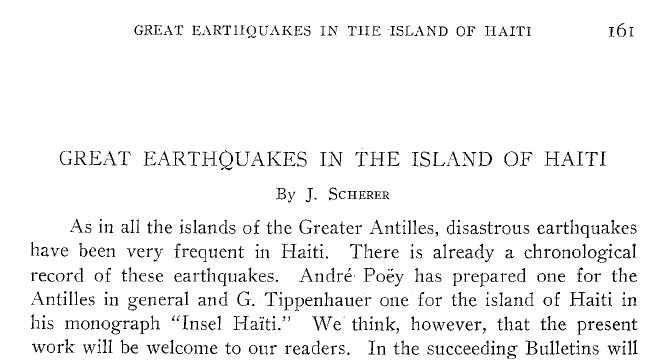 GREAT EARTHQUAKES IN THE ISLAND OF HAITI 161
GREAT EARTHQUAKES IN THE ISLAND OF HAITI
By J. SCHERER
As in all the islands of the Greater Antilles, disastrous earthquakes
have been very frequent in Haiti. There is already a chronological
record of these earthquakes. André Poëy has prepared one for the
Antilles in general and G. Tippenhauer one for the island of Haiti in
his monograph “Insel Haïti.” We think, however, that the present
work will be welcome to our readers. In the succeeding Bulletins will